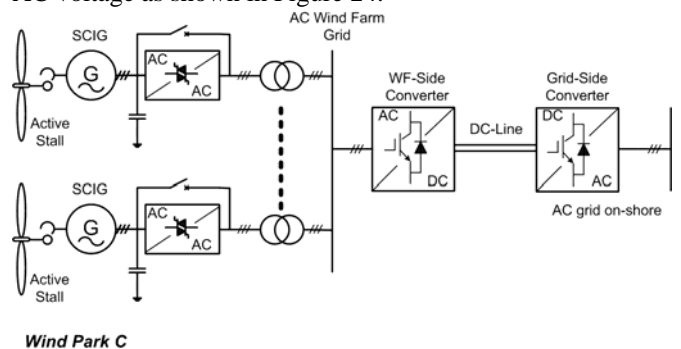 AC voltage as shown in Figure 24.
AC Wind Farm
Grid
SCIG
G
AC
AC
Active
Stall
WF-Side
Converter
AC
DC
DC-Line
Grid-Side
Converter
DC
AC
AC grid on-shore
SCIG
G
AC
AC
Active
Stall
Wind Park C